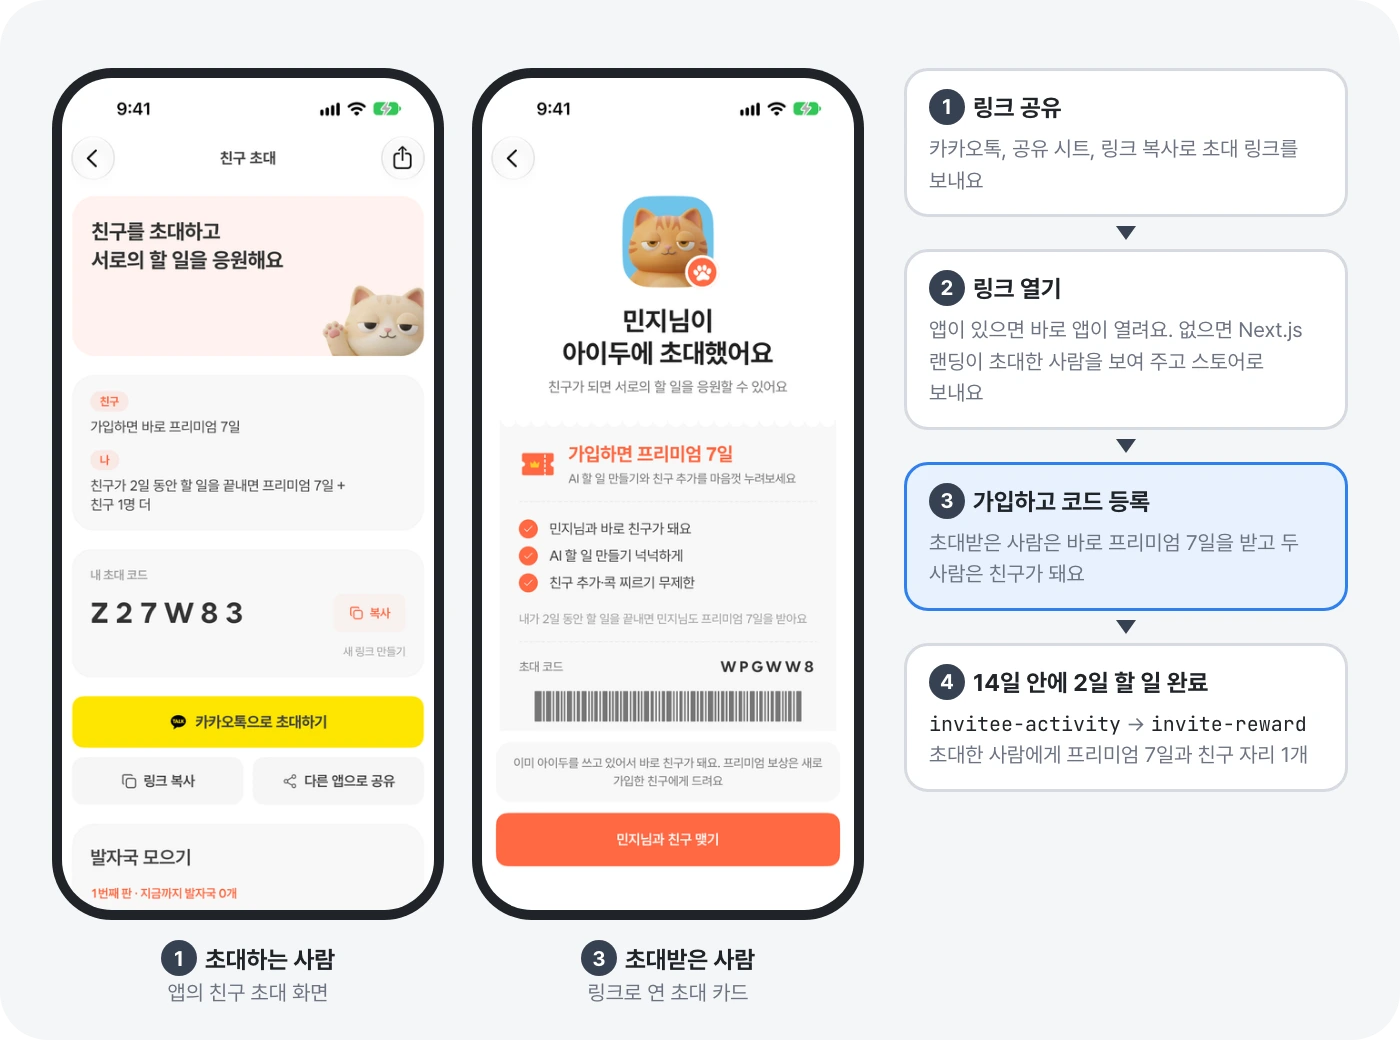 9:41
친구 초대
친구를 초대하고
서로의 할 일을 응원해요
친구
가입하면 바로 프리미엄 7일
나
친구가 2일 동안 할 일을 끝내면 프리미엄 7일 +
친구 1명 더
내 초대 코드
Z27W83
복사
새 링크 만들기
TALK
카카오톡으로 초대하기
링크 복사
다른 앱으로 공유
발자국 모으기
1번째 판 · 지금까지 발자국 0개
1 초대하는 사람
앱의 친구 초대 화면
9:41
민지님이
아이두에 초대했어요
친구가 되면 서로의 할 일을 응원할 수 있어요
가입하면 프리미엄 7일
AI 할 일 만들기와 친구 추가를 마음껏 누려보세요
민지님과 바로 친구가 돼요
AI 할 일 만들기 넉넉하게
친구 추가·콕 찌르기 무제한
내가 2일 동안 할 일을 끝내면 민지님도 프리미엄 7일을 받아요
초대 코드
WPGWW8
이미 아이두를 쓰고 있어서 바로 친구가 돼요. 프리미엄 보상은 새로
가입한 친구에게 드려요
민지님과 친구 맺기
3 초대받은 사람
링크로 연 초대 카드
1 링크 공유
카카오톡, 공유 시트, 링크 복사로 초대 링크를
보내요
2 링크 열기
앱이 있으면 바로 앱이 열려요. 없으면 Next.js
랜딩이 초대한 사람을 보여 주고 스토어로
보내요
3 가입하고 코드 등록
초대받은 사람은 바로 프리미엄 7일을 받고 두
사람은 친구가 돼요
4 14일 안에 2일 할 일 완료
invitee-activity → invite-reward
초대한 사람에게 프리미엄 7일과 친구 자리 1개